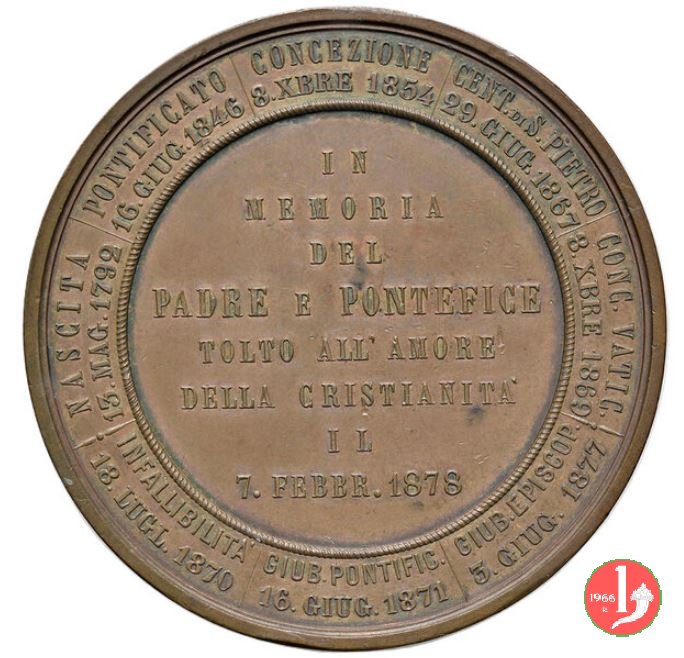 NASCITA
13. MAG. 1792
PONTIFICATO
16. GIUG. 1846
CONCEZIONE
8. XBRE 1854
CENT. DI S. PIETRO
29. GIUG. 1867
CONC. VATIC.
8. XBRE 1869
INFALLIBILITA'
18. LUGL. 1870
GIUB. PONTIFIC.
16. GIUG. 1871
GIUB. EPISCOP.
3. GIUG. 1877
IN
MEMORIA
DEL
PADRE E PONTEFICE
TOLTO ALL' AMORE
DELLA CRISTIANITA'
IL
7. FEBBR. 1878
1966
R.